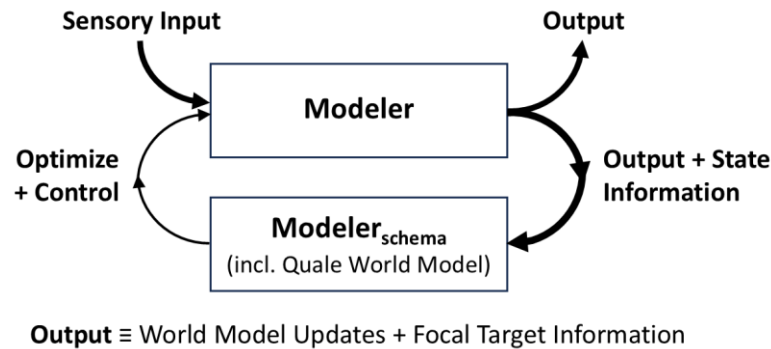 Sensory Input
Output
Modeler
Optimize
+ Control
Output + State
Information
Modeler_schema
(incl. Quale World Model)
Output ≡ World Model Updates + Focal Target Information